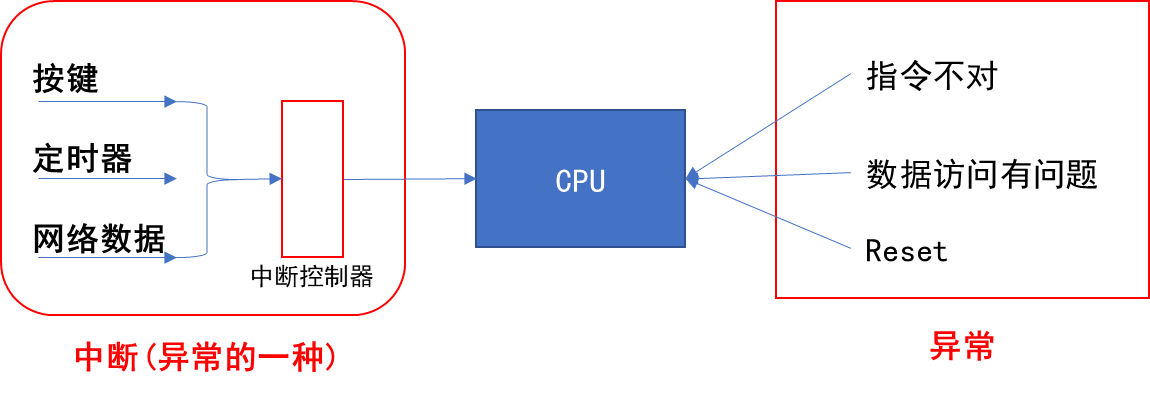 按键
定时器
网络数据
中断控制器
中断(异常的一种)
CPU
指令不对
数据访问有问题
Reset
异常